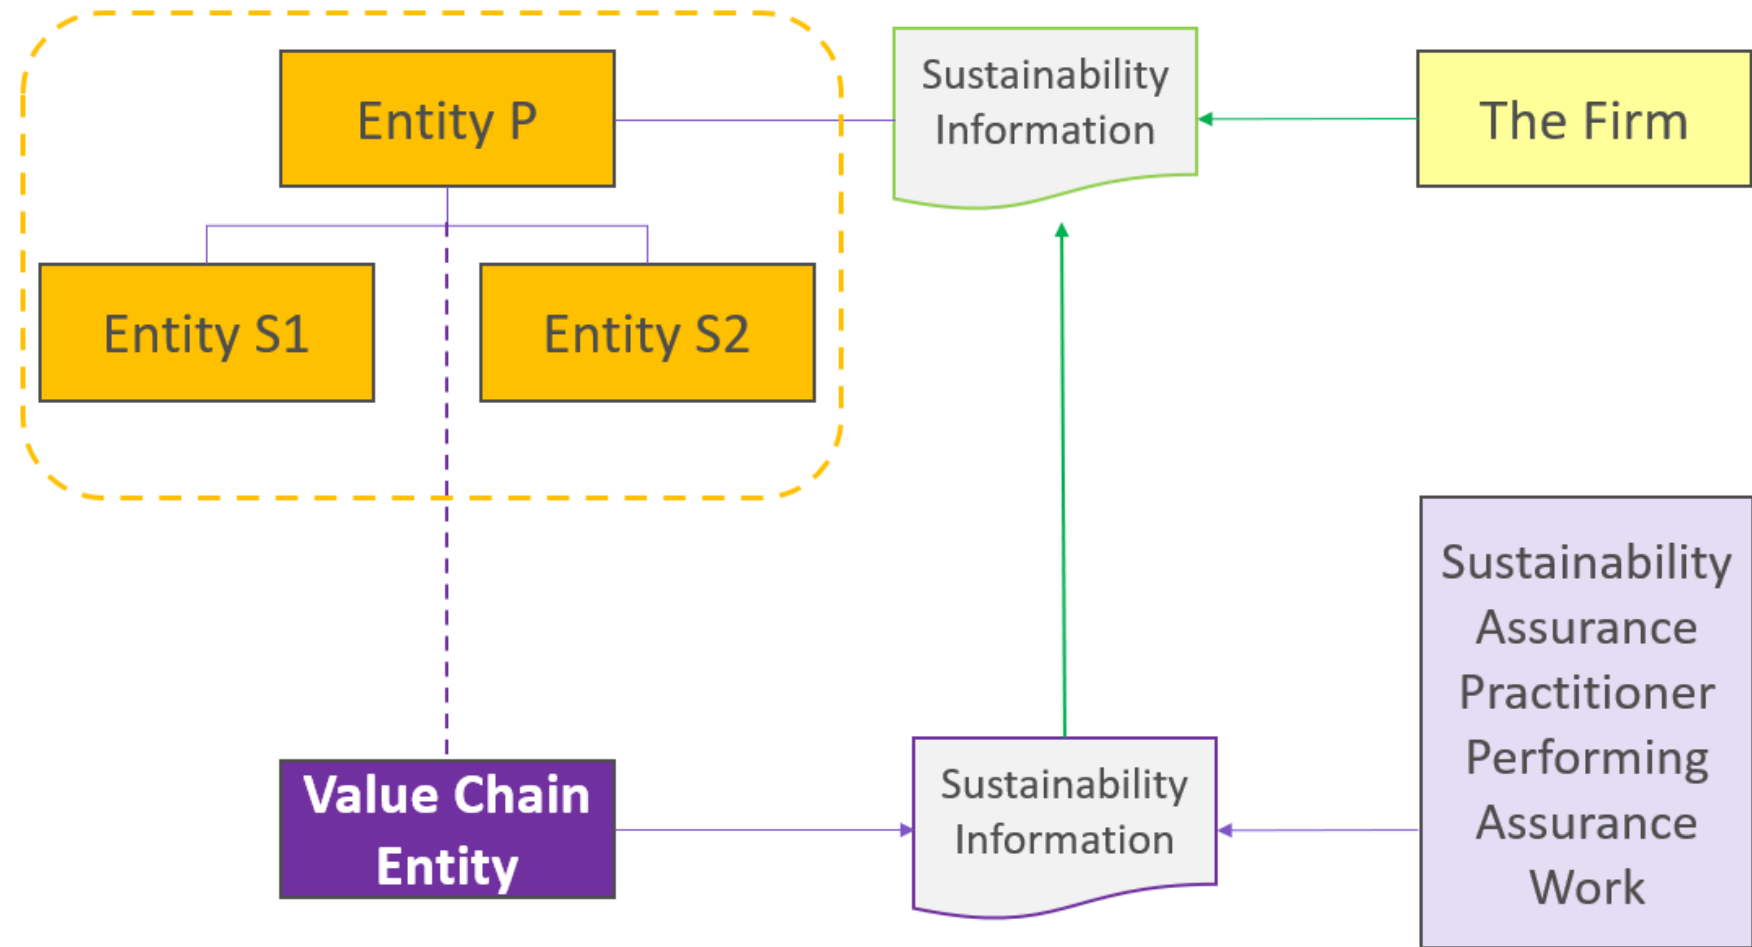 Entity P
Sustainability
Information
The Firm
Entity S1
Entity S2
Value Chain
Entity
Sustainability
Information
Sustainability
Assurance
Practitioner
Performing
Assurance
Work